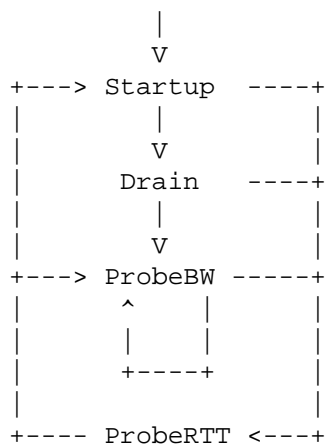 |
V
+---> Startup ----+
| | |
| V |
| Drain ----+
| | |
| V |
+---> ProbeBW -----+
| ^ | |
| | | |
| +----+ |
| |
+---- ProbeRTT <---+